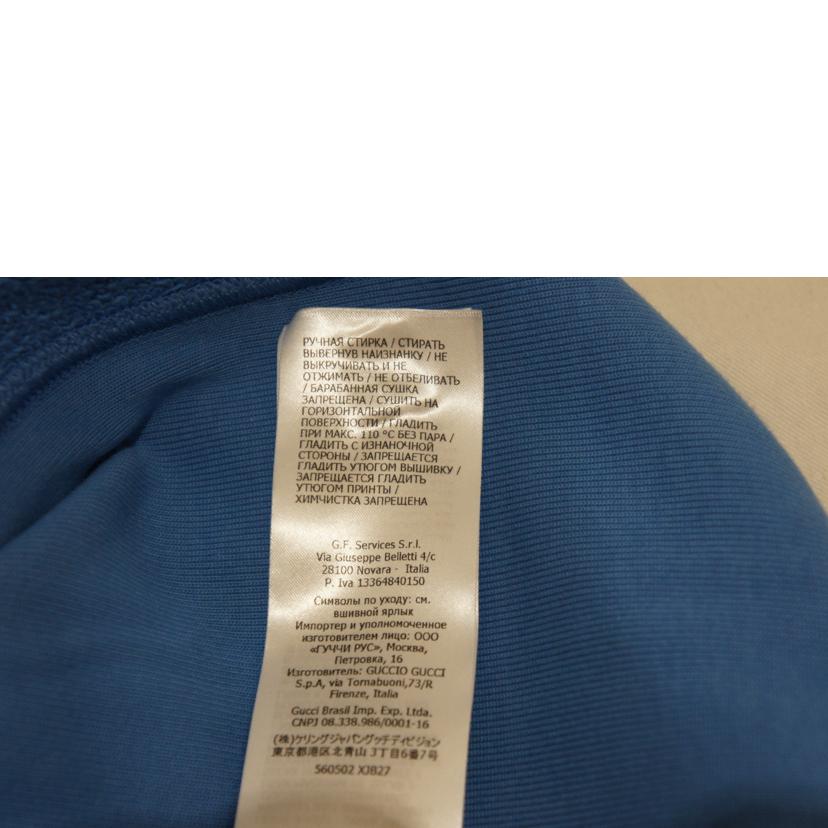 РУЧНАЯ СТИРКА / СТИРАТЬ
ВЫВЕРНУВ НАИЗНАНКУ / НЕ
ВЫКРУЧИВАТЬ И НЕ
ОТЖИМАТЬ / НЕ ОТБЕЛИВАТЬ
/ БАРАБАННАЯ СУШКА
ЗАПРЕЩЕНА / СУШИТЬ НА
ГОРИЗОНТАЛЬНОЙ
ПОВЕРХНОСТИ / ГЛАДИТЬ
ПРИ МАКС. 110 °C БЕЗ ПАРА /
ГЛАДИТЬ С ИЗНАНОЧНОЙ
СТОРОНЫ / ЗАПРЕЩАЕТСЯ
ГЛАДИТЬ УТЮГОМ ВЫШИВКУ /
ЗАПРЕЩАЕТСЯ ГЛАДИТЬ
УТЮГОМ ПРИНТЫ /
ХИМЧИСТКА ЗАПРЕЩЕНА
G.F. Services S.r.l.
Via Giuseppe Belletti 4/c
28100 Novara - Italia
P. Iva 13364840150
Символы по уходу: см.
вшивной ярлык
Импортер и уполномоченное
изготовителем лицо: ООО
«ГУЧЧИ РУС», Москва,
Петровка, 16
Изготовитель: GUCCIO GUCCI
S.p.A, via Tornabuoni,73/R
Firenze, Italia
Gucci Brasil Imp. Exp. Ltda.
CNPJ 08.338.986/0001-16
(株)ケリングジャパングッチディビジョン
東京都港区北青山 3丁目6番7号
560502 XJB27